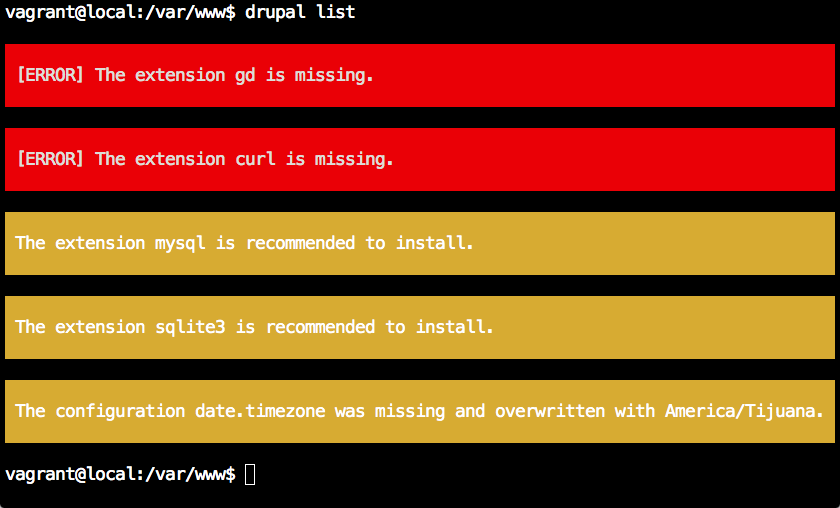 vagrant@local:/var/www$ drupal list
[ERROR] The extension gd is missing.
[ERROR] The extension curl is missing.
The extension mysql is recommended to install.
The extension sqlite3 is recommended to install.
The configuration date.timezone was missing and overwritten with America/Tijuana.
vagrant@local:/var/www$